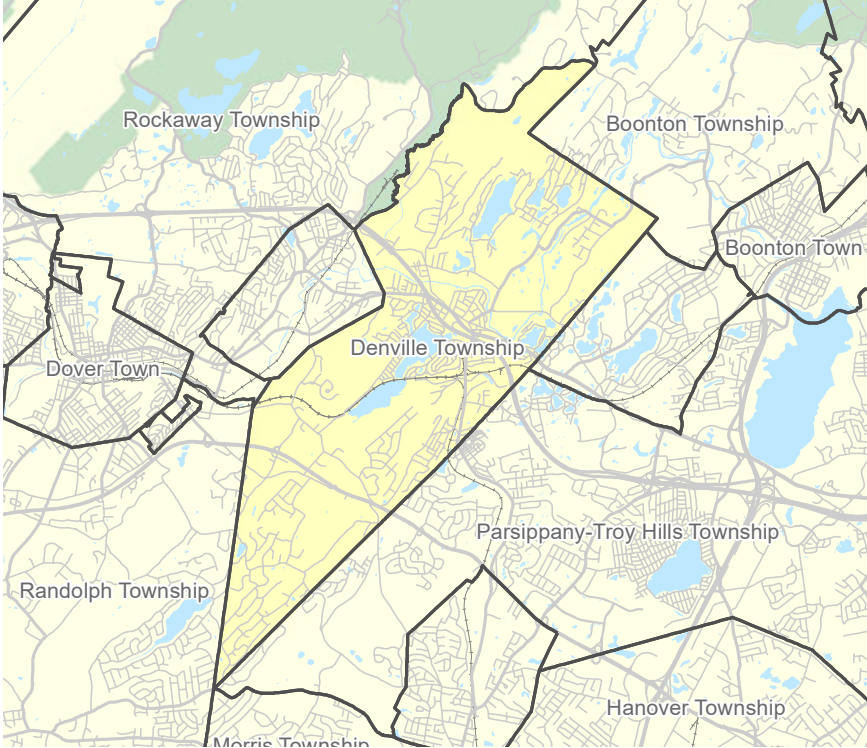 Rockaway Township
Boonton Township
Boonton Town
Denville Township
Dover Town
Parsippany-Troy Hills Township
Randolph Township
Hanover Township
Morris Township